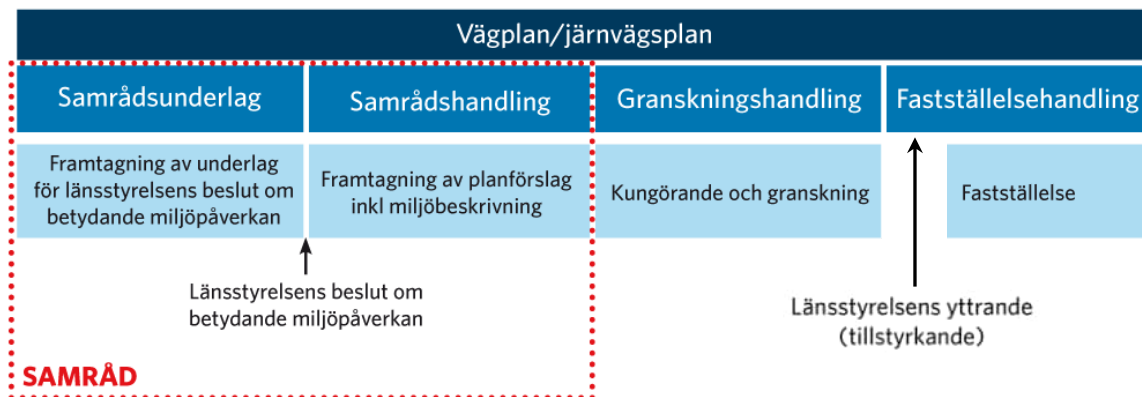 Vägplan/järnvägsplan
Samrådsunderlag
Samrådshandling
Granskningshandling
Fastställelsehandling
Framtagning av underlag
för länsstyrelsens beslut om
betydande miljöpåverkan
Framtagning av planförslag
inkl miljöbeskrivning
Kungörande och granskning
Fastställelse
Länsstyrelsens beslut om
betydande miljöpåverkan
Länsstyrelsens yttrande
(tillstyrkande)
SAMRÅD